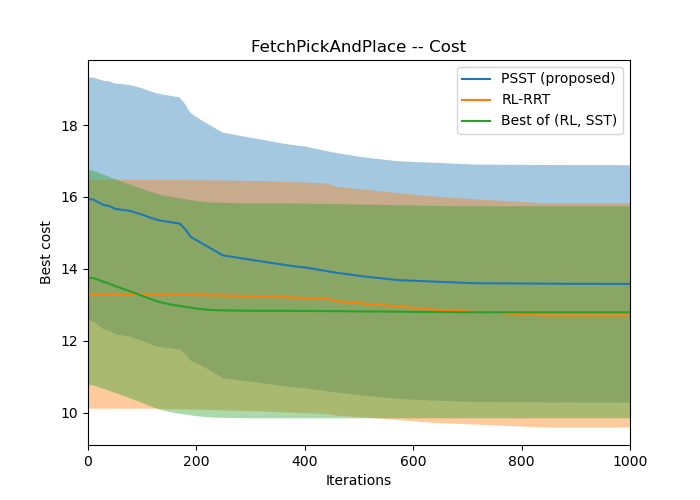 FetchPickAndPlace -- Cost
PSST (proposed)
RL-RRT
Best of (RL, SST)
18
16
14
12
10
Best cost
0 200 400 600 800 1000
Iterations